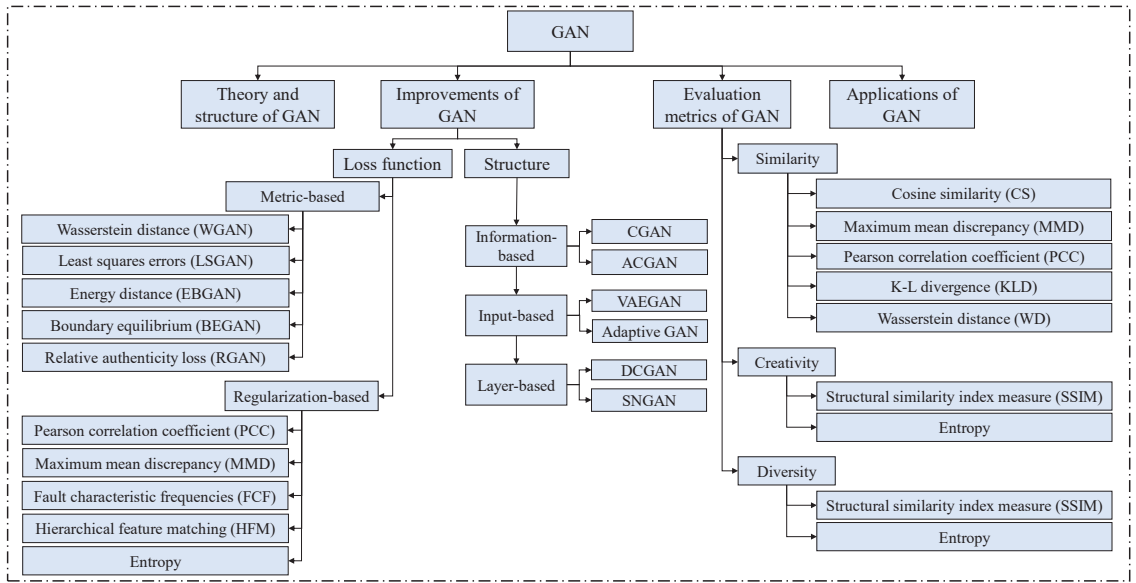 GAN
Theory and
structure of GAN
Improvements of
GAN
Evaluation
metrics of GAN
Applications of
GAN
Loss function
Structure
Metric-based
Wasserstein distance (WGAN)
Least squares errors (LSGAN)
Energy distance (EBGAN)
Boundary equilibrium (BEGAN)
Relative authenticity loss (RGAN)
Regularization-based
Pearson correlation coefficient (PCC)
Maximum mean discrepancy (MMD)
Fault characteristic frequencies (FCF)
Hierarchical feature matching (HFM)
Entropy
Information-
based
CGAN
ACGAN
Input-based
VAEGAN
Adaptive GAN
Layer-based
DCGAN
SNGAN
Similarity
Cosine similarity (CS)
Maximum mean discrepancy (MMD)
Pearson correlation coefficient (PCC)
K-L divergence (KLD)
Wasserstein distance (WD)
Creativity
Structural similarity index measure (SSIM)
Entropy
Diversity
Structural similarity index measure (SSIM)
Entropy